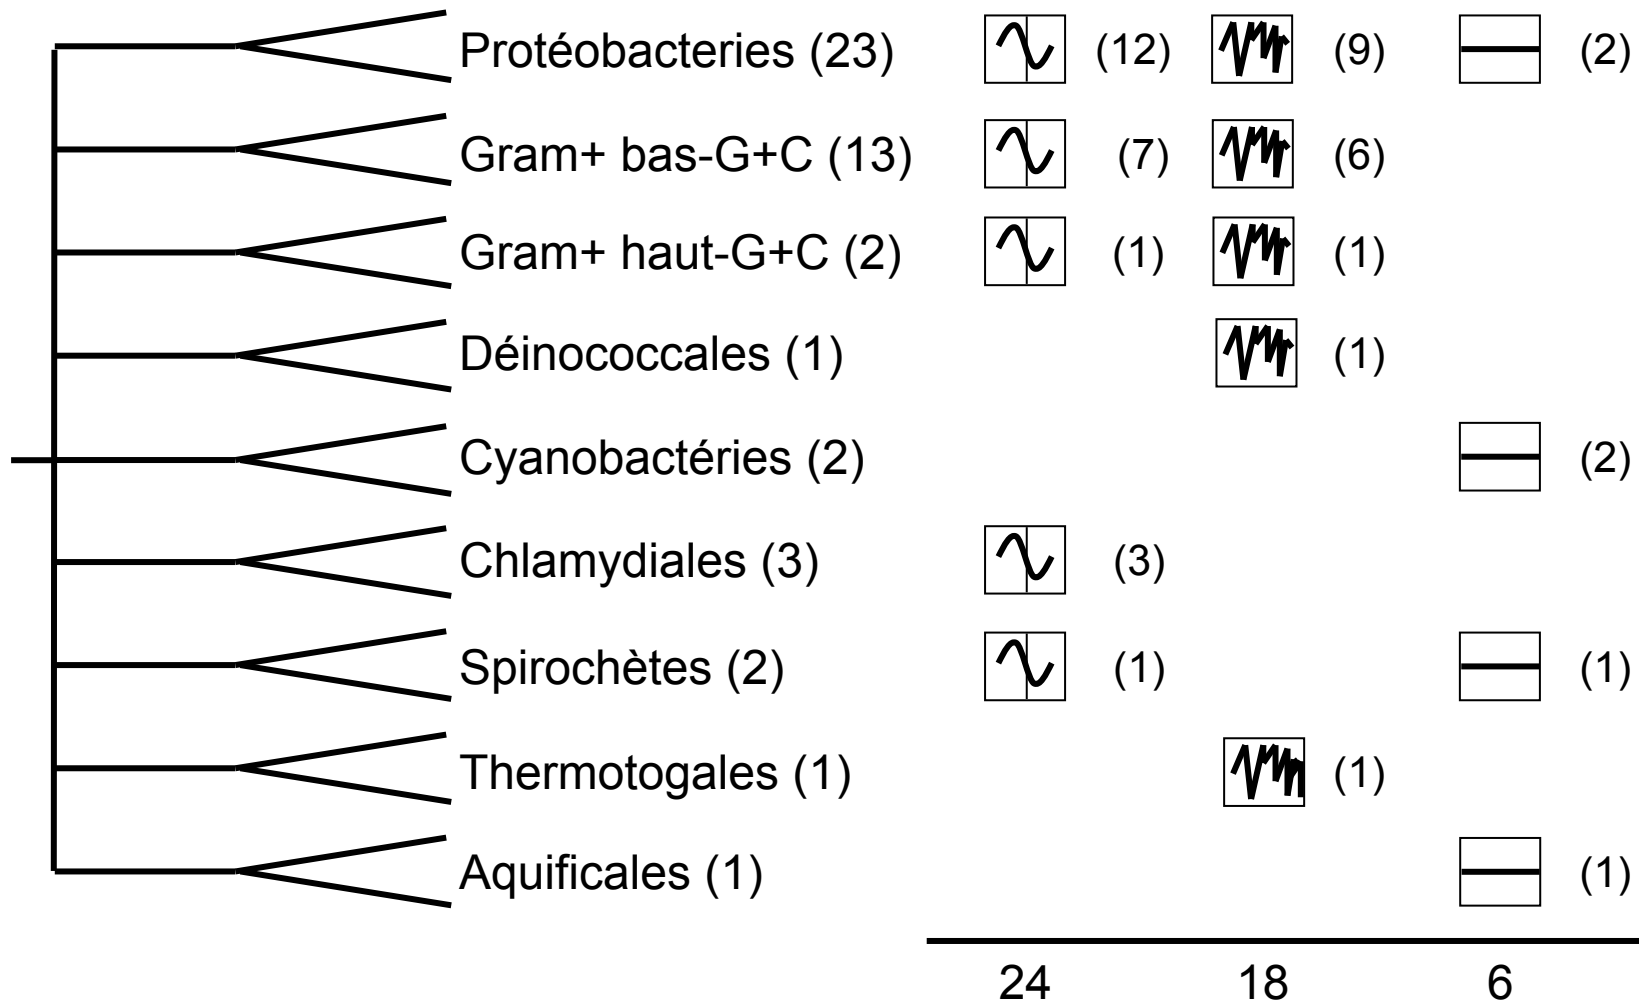 Protéobacteries (23) (12) (9) (2)
Gram+ bas-G+C (13) (7) (6)
Gram+ haut-G+C (2) (1) (1)
Déinococcales (1) (1)
Cyanobactéries (2) (2)
Chlamydiales (3) (3)
Spirochètes (2) (1) (1)
Thermotogales (1) (1)
Aquificales (1) (1)
24 18 6